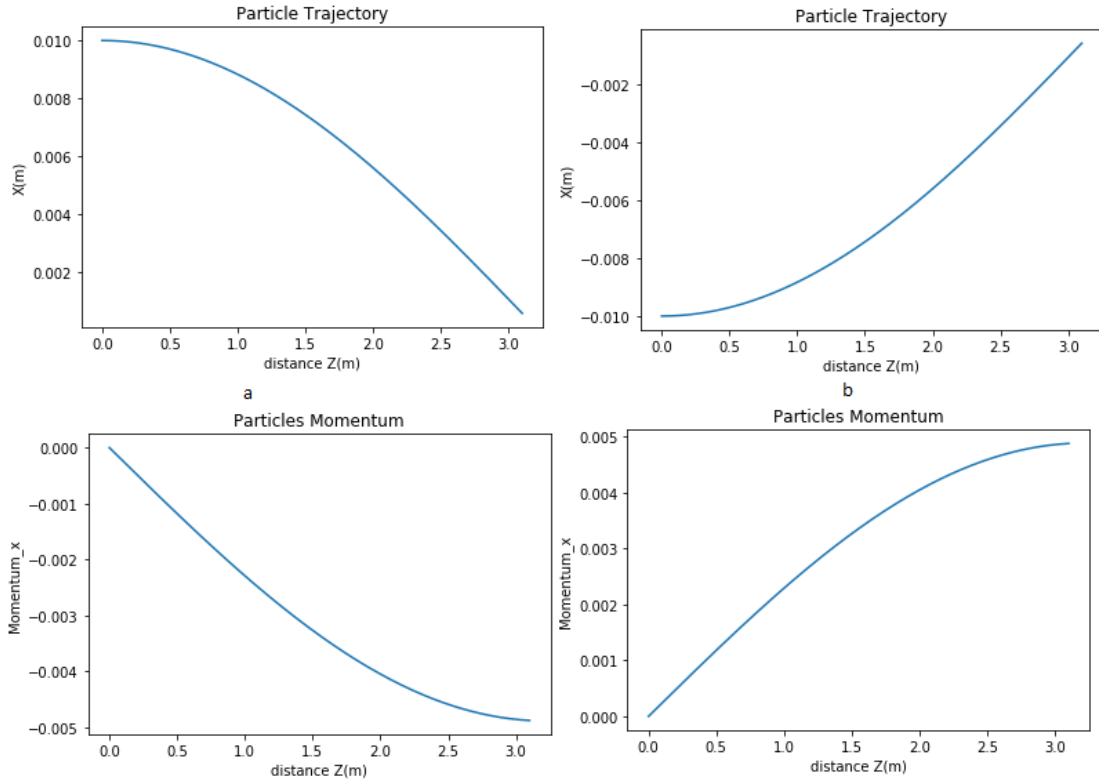 Particle Trajectory
X(m)
0.010
0.008
0.006
0.004
0.002
0.0 0.5 1.0 1.5 2.0 2.5 3.0
distance Z(m)
a
Particle Trajectory
X(m)
−0.002
−0.004
−0.006
−0.008
−0.010
0.0 0.5 1.0 1.5 2.0 2.5 3.0
distance Z(m)
b
Particles Momentum
Momentum_x
0.000
−0.001
−0.002
−0.003
−0.004
−0.005
0.0 0.5 1.0 1.5 2.0 2.5 3.0
distance Z(m)
Particles Momentum
Momentum_x
0.005
0.004
0.003
0.002
0.001
0.000
0.0 0.5 1.0 1.5 2.0 2.5 3.0
distance Z(m)